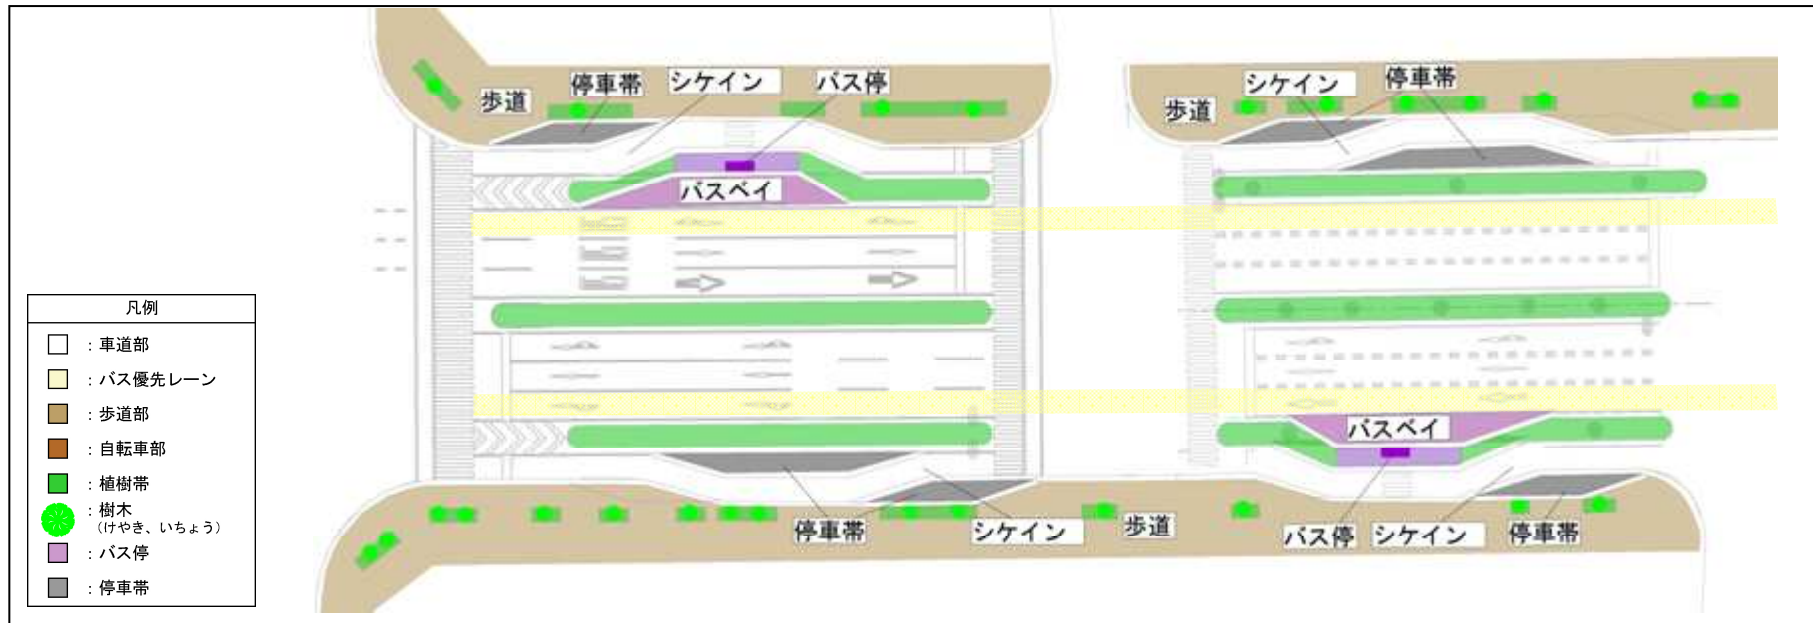 停車帯
シケイン
バス停
歩道
バスベイ
シケイン
停車帯
歩道
凡例
：車道部
：バス優先レーン
：歩道部
：自転車部
：植樹帯
：樹木
（けやき、いちょう）
：バス停
：停車帯
バスベイ
停車帯
シケイン
歩道
バス停
シケイン
停車帯